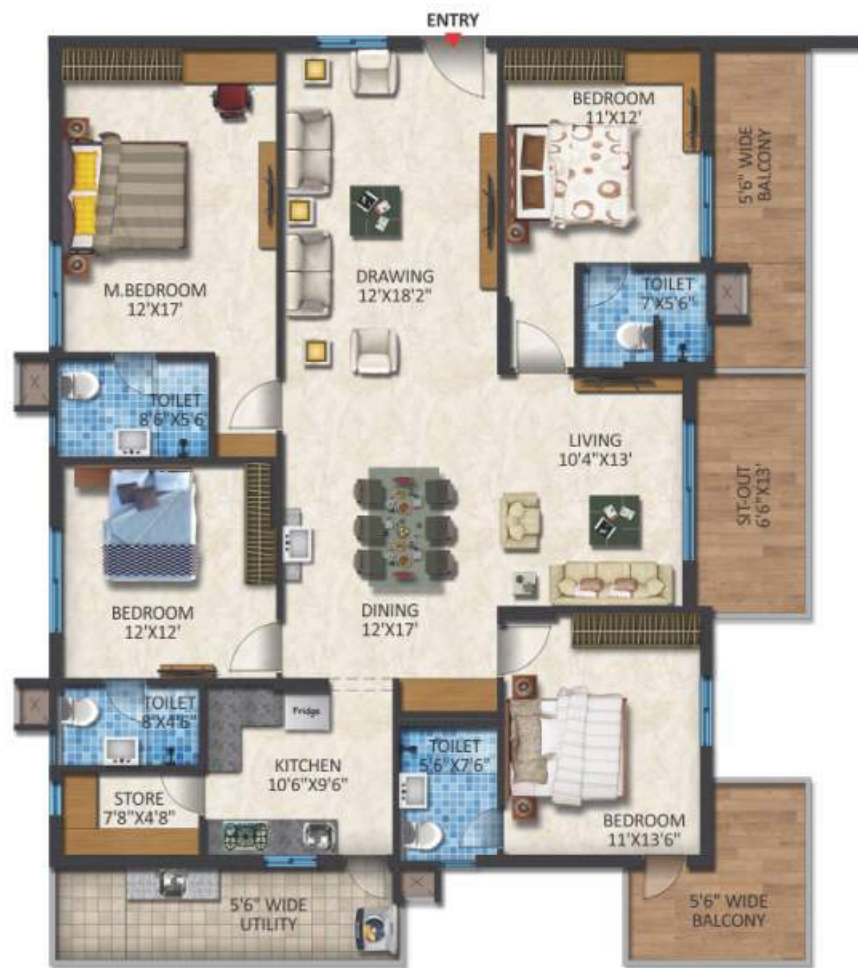 ENTRY
BEDROOM
11'X12'
5'6" WIDE
BALCONY
M.BEDROOM
12'X17'
DRAWING
12'X18'2"
TOILET
7'X5'6"
TOILET
8'6"X5'6
LIVING
10'4"X13'
SIT-OUT
6'6"X13'
BEDROOM
12'X12'
DINING
12'X17'
TOILET
8'X4'6"
Fridge
KITCHEN
10'6"X9'6"
TOILET
5'6"X7'6"
STORE
7'8"X4'8"
BEDROOM
11'X13'6"
5'6" WIDE
UTILITY
5'6" WIDE
BALCONY
X
X
X
X